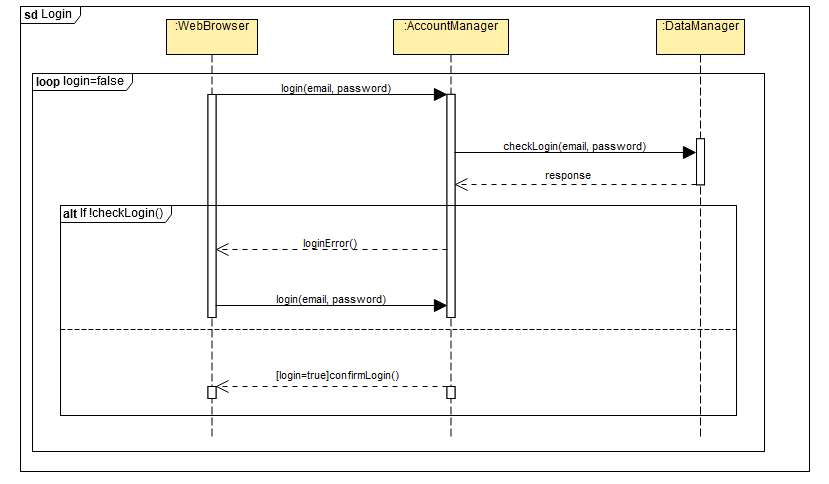 sd Login
:WebBrowser
:AccountManager
:DataManager
loop login=false
login(email, password)
checkLogin(email, password)
response
alt If !checkLogin()
loginError()
login(email, password)
[login=true]confirmLogin()